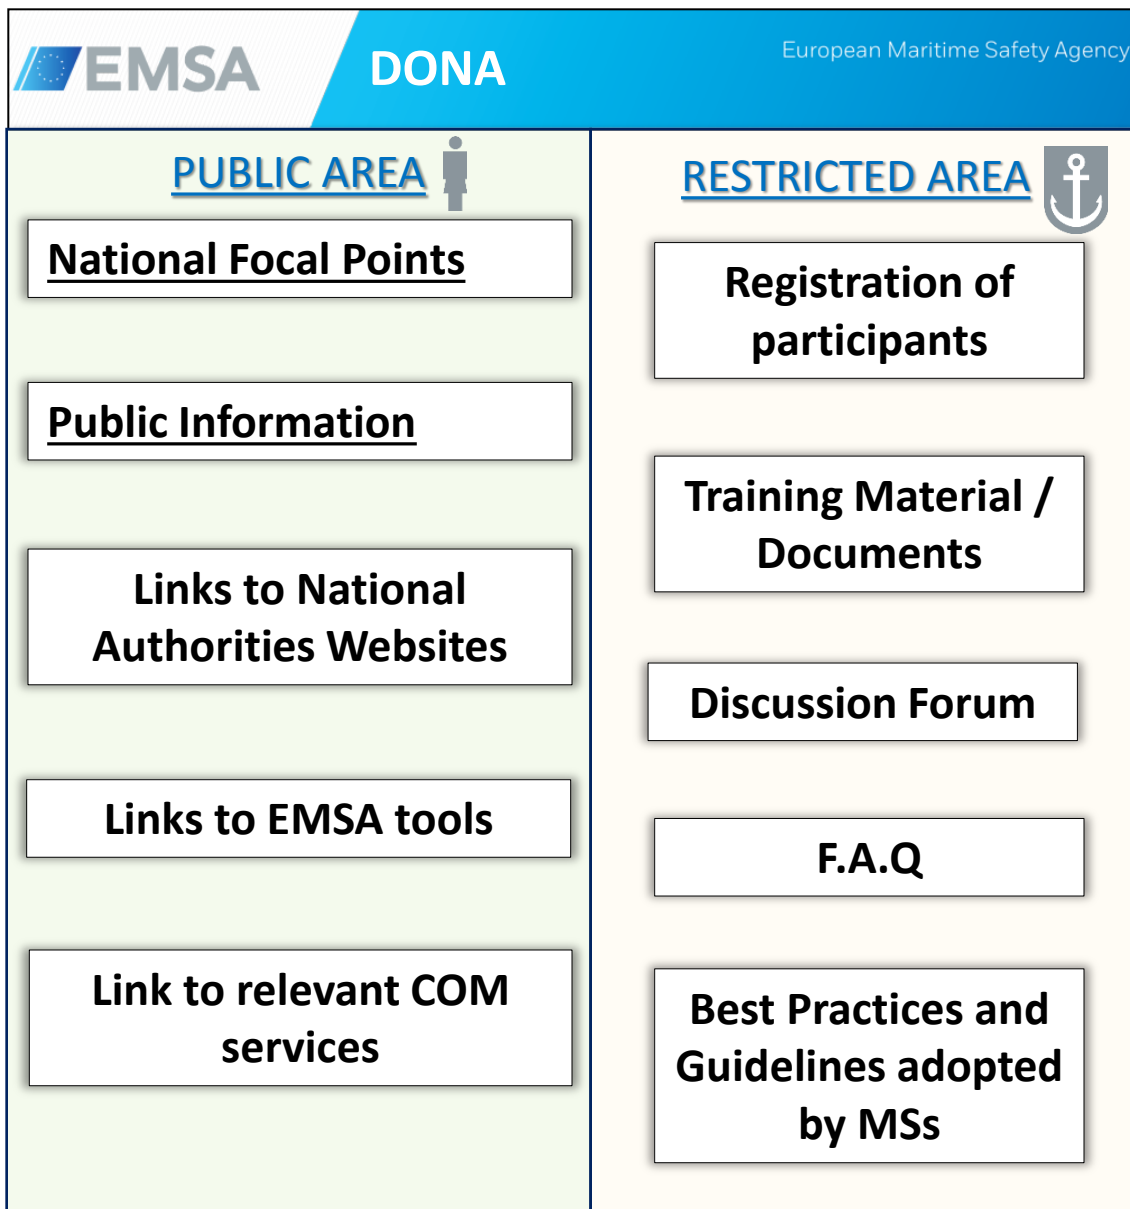 EMSA
DONA
European Maritime Safety Agency
PUBLIC AREA
National Focal Points
Public Information
Links to National
Authorities Websites
Links to EMSA tools
Link to relevant COM
services
RESTRICTED AREA
Registration of
participants
Training Material /
Documents
Discussion Forum
F.A.Q
Best Practices and
Guidelines adopted
by MSs